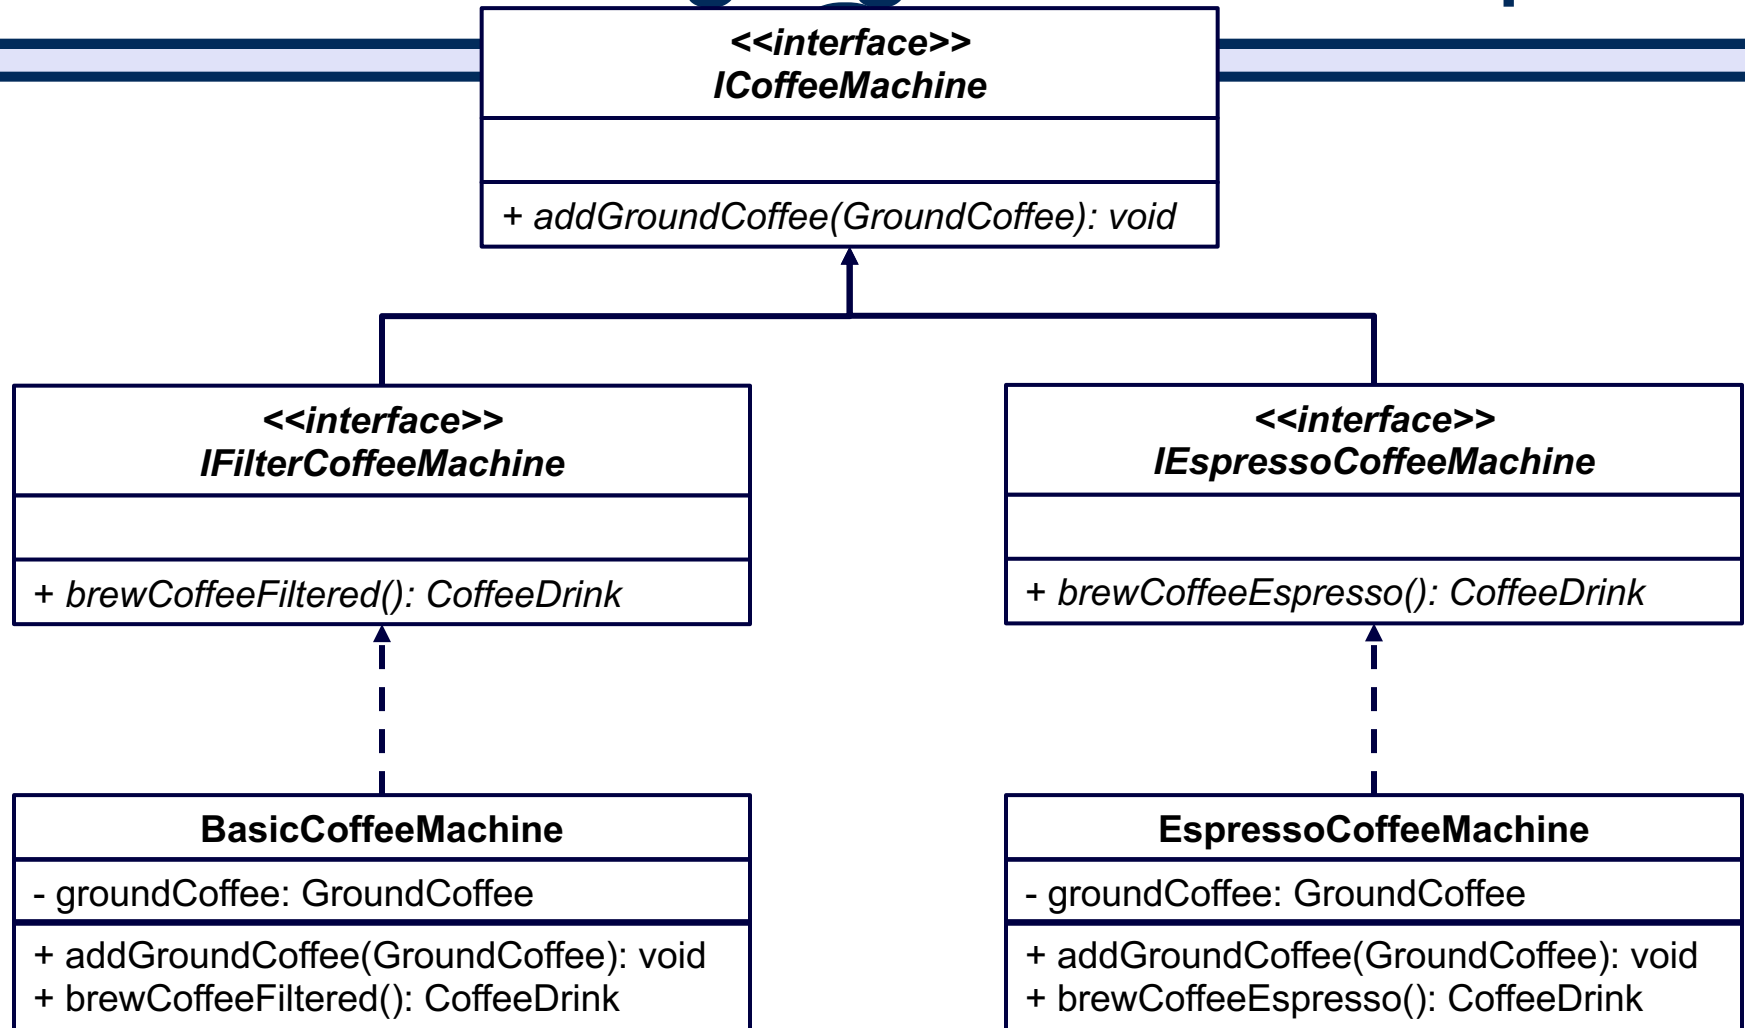 <<interface>>
ICoffeeMachine
+ addGroundCoffee(GroundCoffee): void
<<interface>>
IFilterCoffeeMachine
+ brewCoffeeFiltered(): CoffeeDrink
<<interface>>
IEspressoCoffeeMachine
+ brewCoffeeEspresso(): CoffeeDrink
BasicCoffeeMachine
- groundCoffee: GroundCoffee
+ addGroundCoffee(GroundCoffee): void
+ brewCoffeeFiltered(): CoffeeDrink
EspressoCoffeeMachine
- groundCoffee: GroundCoffee
+ addGroundCoffee(GroundCoffee): void
+ brewCoffeeEspresso(): CoffeeDrink